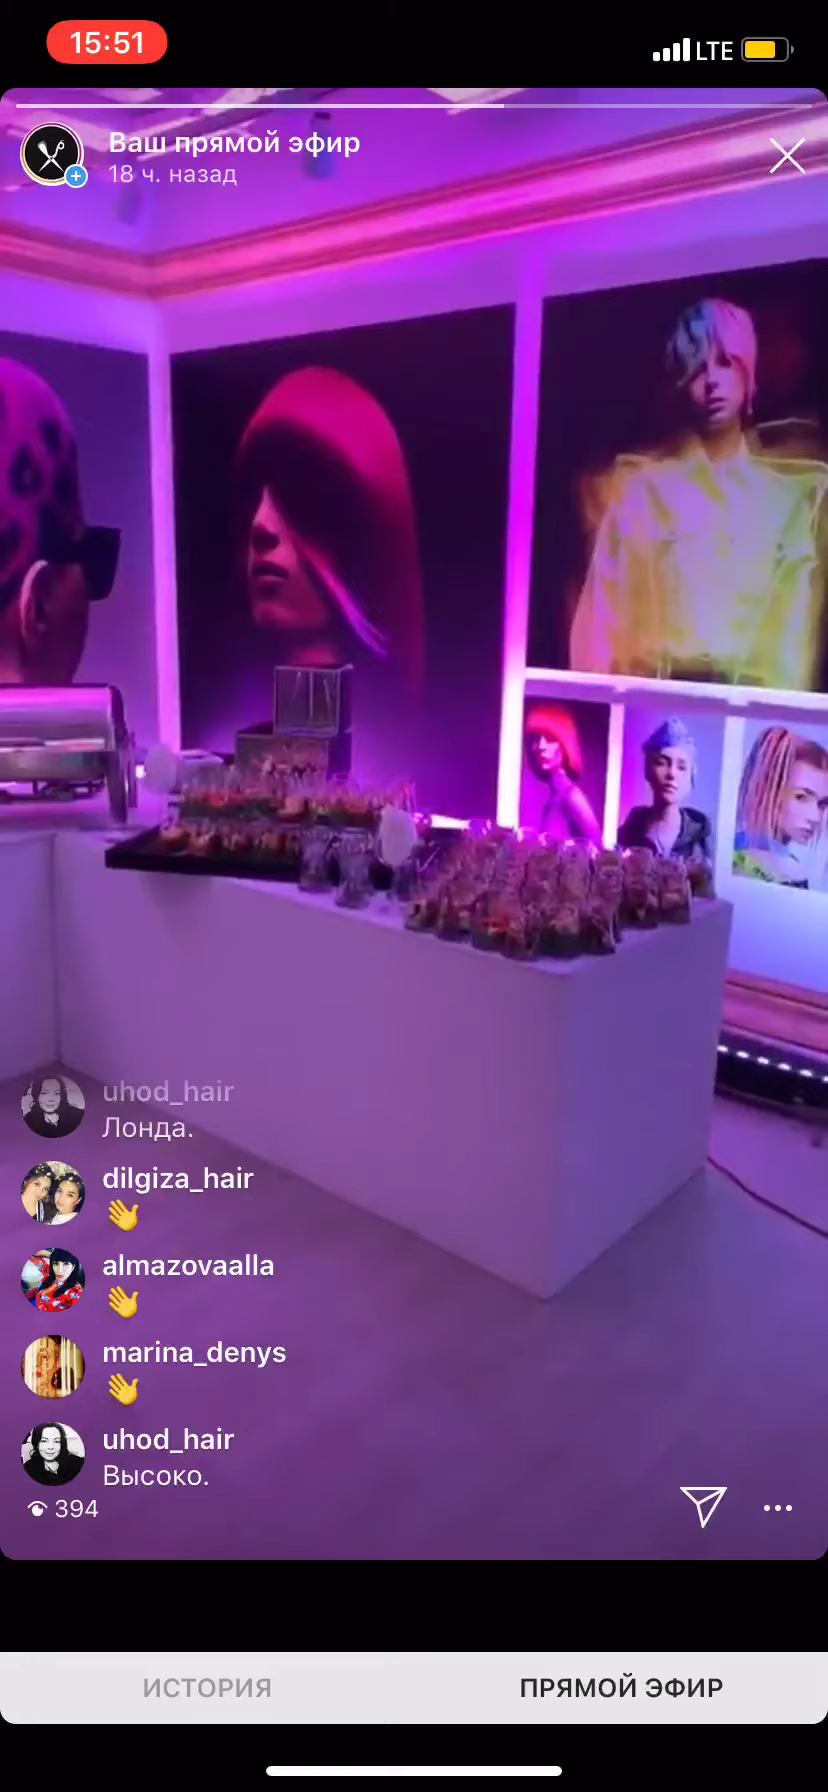 15:51
LTE
Ваш прямой эфир
18 ч. назад
uhod_hair
Лонда.
dilgiza_hair
👋
almazovaalla
👋
marina_denys
👋
uhod_hair
Высоко.
394
ИСТОРИЯ
ПРЯМОЙ ЭФИР